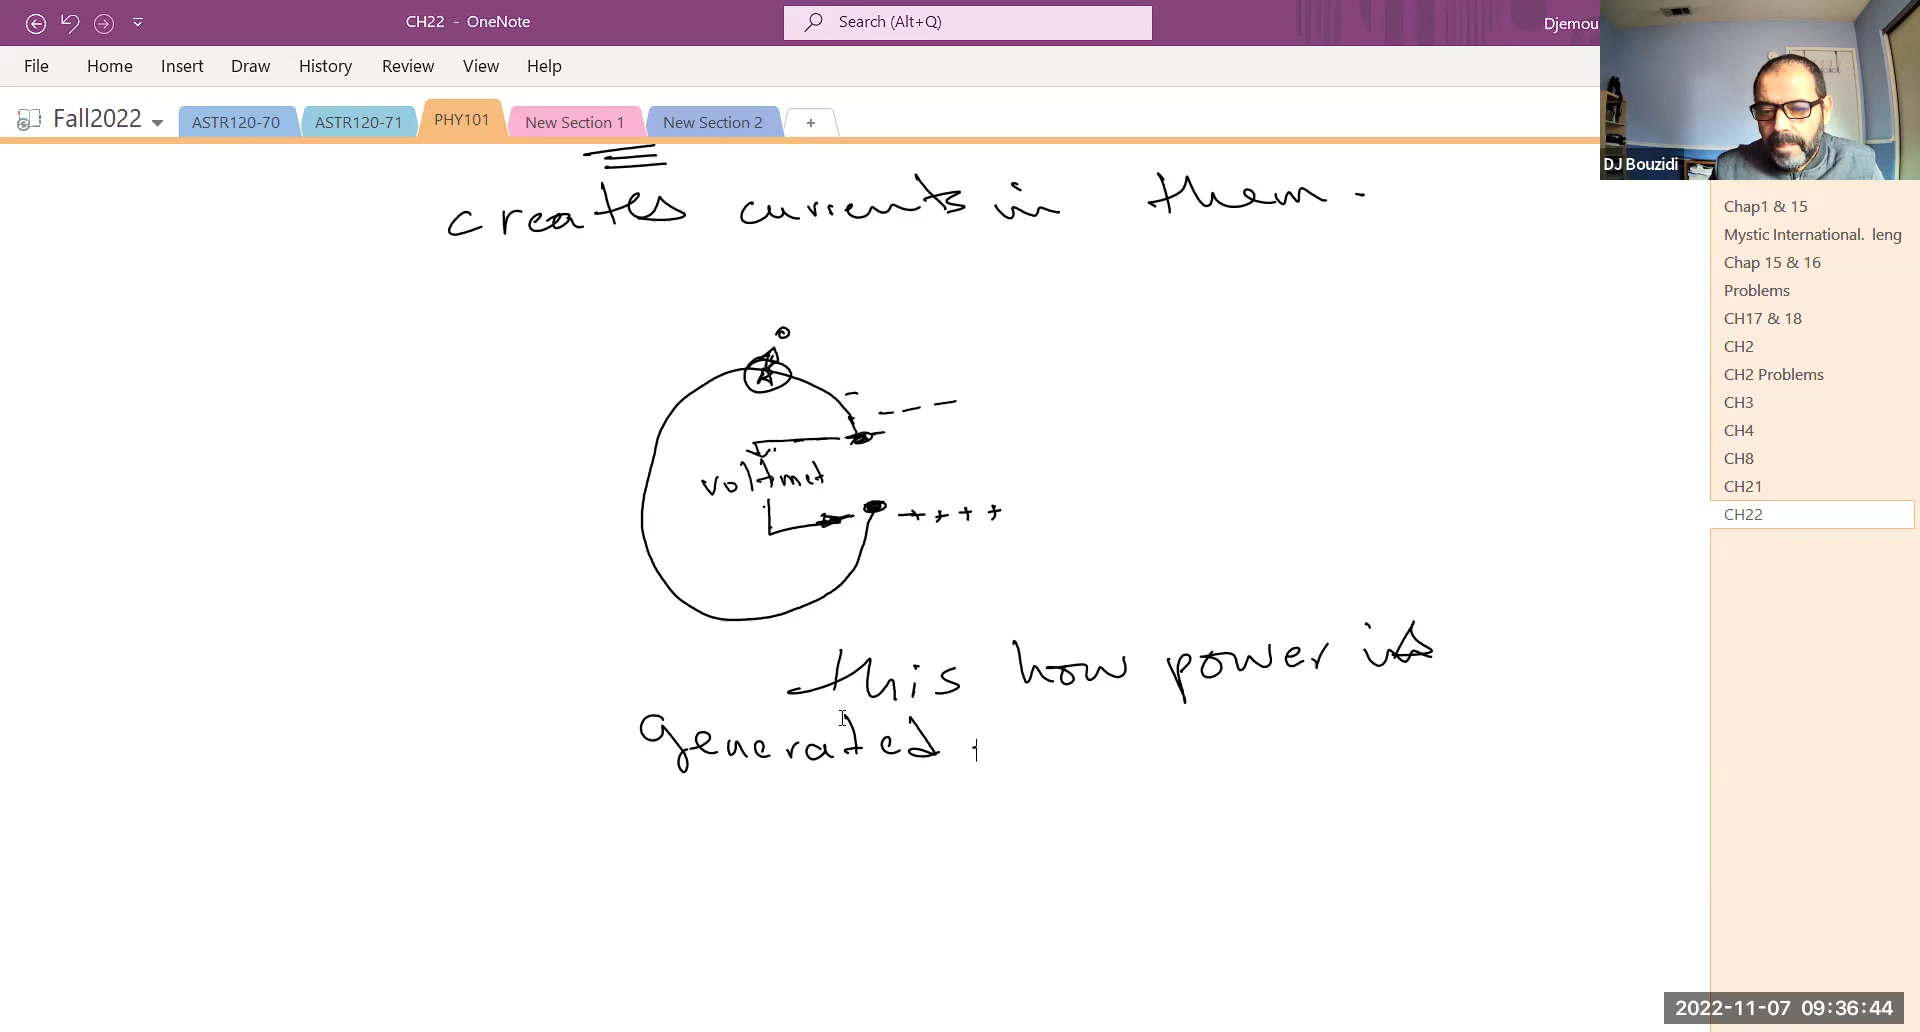 CH22 - OneNote
Search (Alt+Q)
Djemou
File Home Insert Draw History Review View Help
Fall2022
ASTR120-70
ASTR120-71
PHY101
New Section 1
New Section 2
+
DJ Bouzidi
Chap1 & 15
Mystic International. leng
Chap 15 & 16
Problems
CH17 & 18
CH2
CH2 Problems
CH3
CH4
CH8
CH21
CH22
creates currents in them.
- - - -
voltmet
+ + + +
this how power is
generated.
2022-11-07 09:36:44